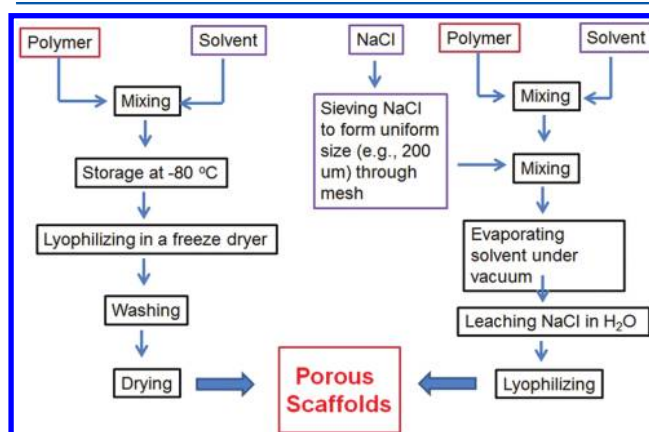 Polymer
Solvent
Mixing
Storage at -80 °C
Lyophilizing in a freeze dryer
Washing
Drying
NaCl
Sieving NaCl
to form uniform
size (e.g., 200
um) through
mesh
Polymer
Solvent
Mixing
Mixing
Evaporating
solvent under
vacuum
Leaching NaCl in H₂O
Lyophilizing
Porous
Scaffolds